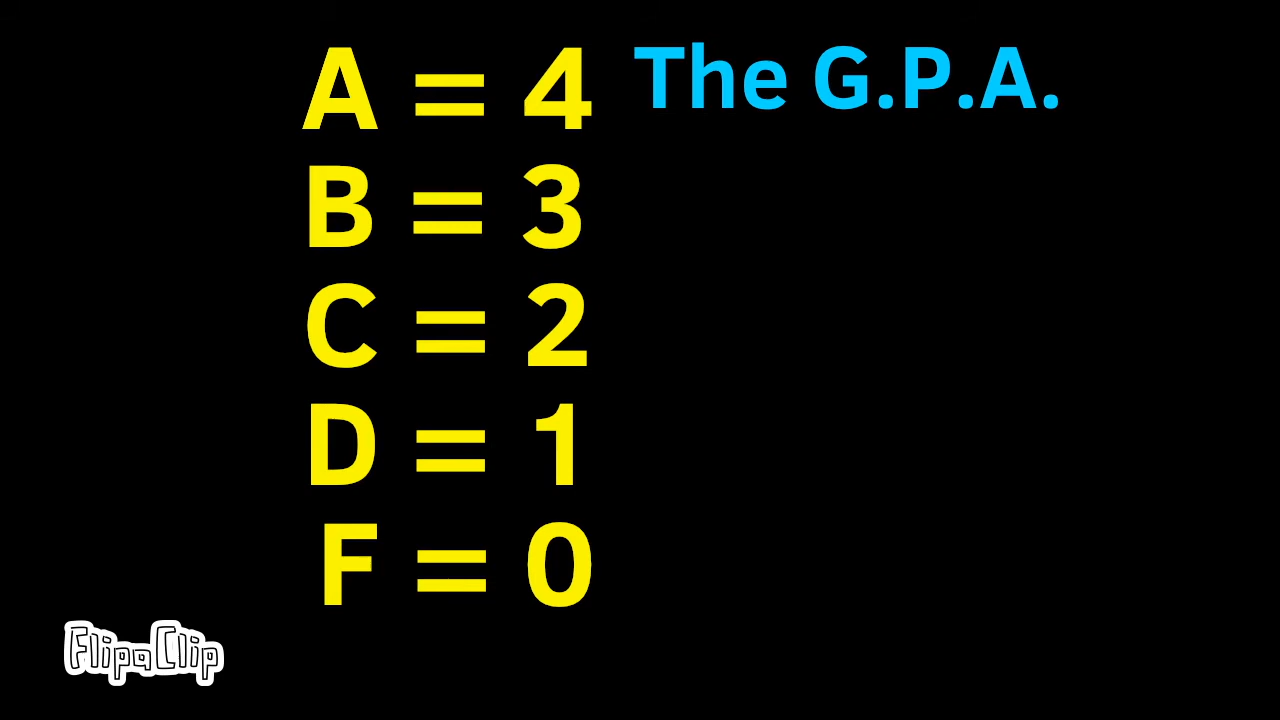 A = 4 The G.P.A.
B = 3
C = 2
D = 1
F = 0
FlipaClip